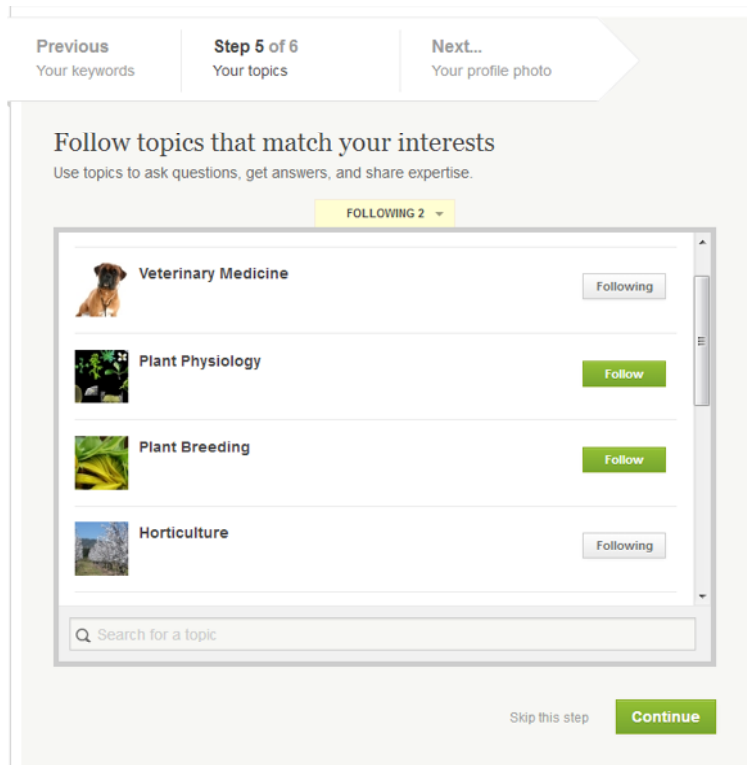 Previous
Your keywords
Step 5 of 6
Your topics
Next...
Your profile photo
Follow topics that match your interests
Use topics to ask questions, get answers, and share expertise.
FOLLOWING 2
Veterinary Medicine
Following
Plant Physiology
Follow
Plant Breeding
Follow
Horticulture
Following
Search for a topic
Skip this step
Continue